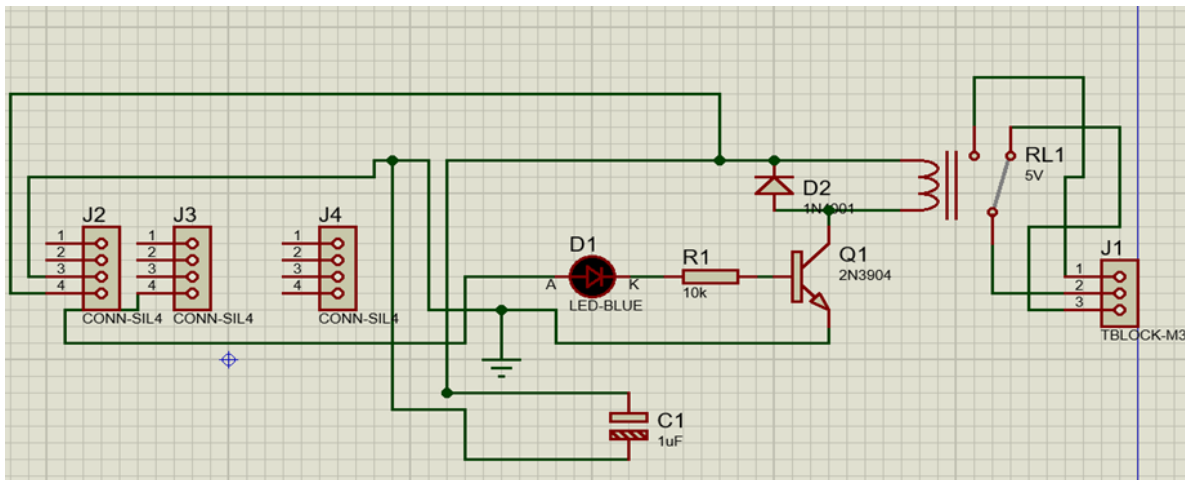 RL1
5V
D2
1N4001
J2
J3
J4
1
2
3
4
1
2
3
4
1
2
3
4
CONN-SIL4
CONN-SIL4
CONN-SIL4
D1
A
K
LED-BLUE
R1
10k
Q1
2N3904
J1
1
2
3
TBLOCK-M3
C1
1uF